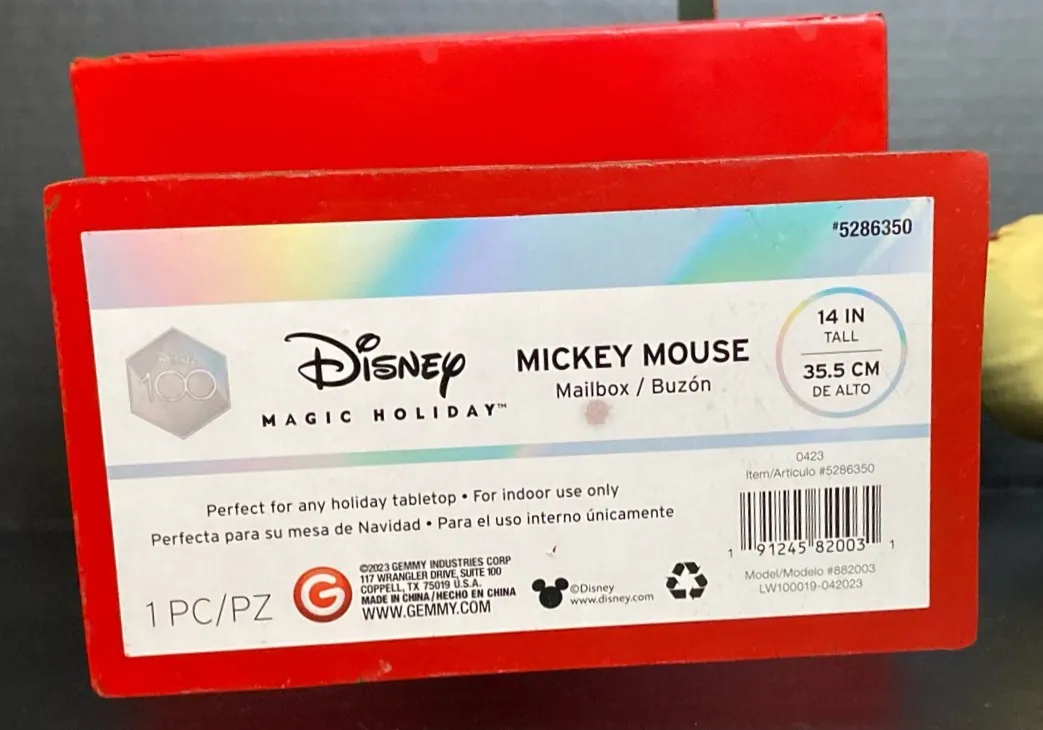 #5286350
Disney
100
Disney
MAGIC HOLIDAY™
MICKEY MOUSE
Mailbox / Buzón
14 IN
TALL
35.5 CM
DE ALTO
0423
Item/Articulo #5286350
Perfect for any holiday tabletop • For indoor use only
Perfecta para su mesa de Navidad • Para el uso interno únicamente
1 91245 82003 1
Model/Modelo #882003
LW100019-042023
1 PC/PZ
G
©2023 GEMMY INDUSTRIES CORP
117 WRANGLER DRIVE, SUITE 100
COPPELL, TX 75019 U.S.A.
MADE IN CHINA / HECHO EN CHINA
WWW.GEMMY.COM
©Disney
www.disney.com